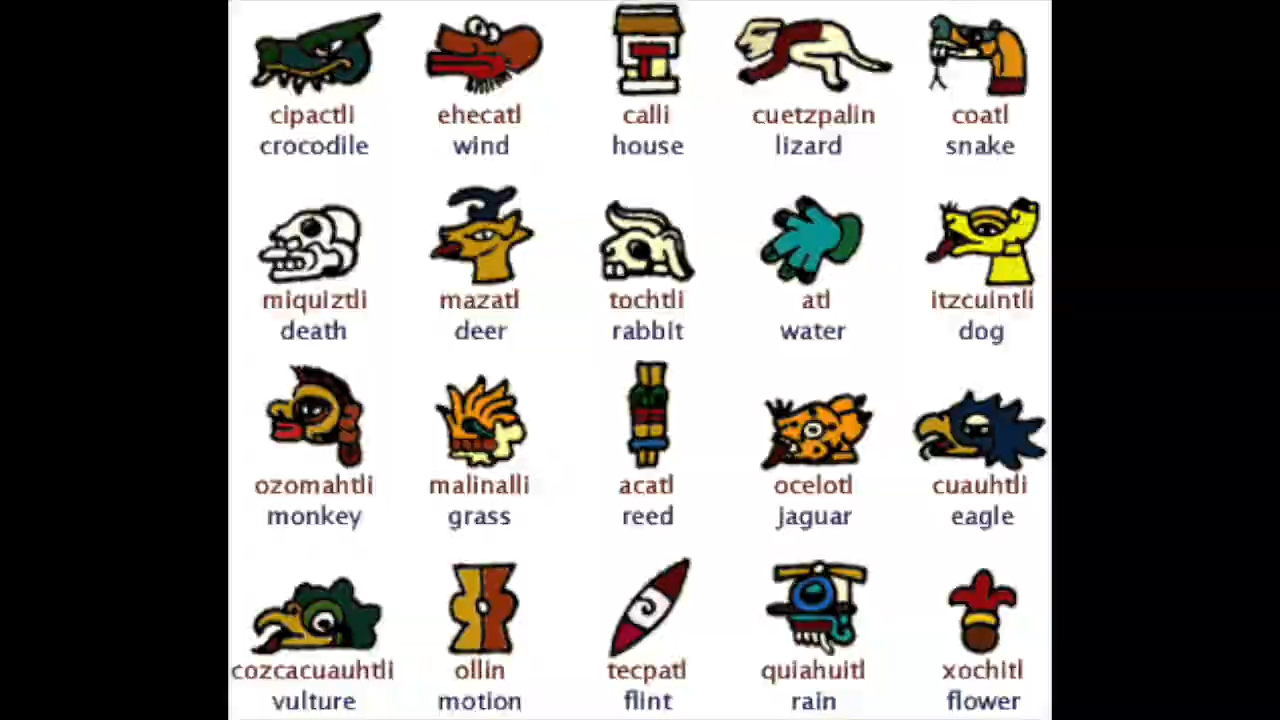 cipactli ehecatl calli cuetzpalin coatl
crocodile wind house lizard snake
miquiztli mazatl tochtli atl itzcuintli
death deer rabbit water dog
ozomahtli malinalli acatl ocelotl cuauhtli
monkey grass reed jaguar eagle
cozcacuauhtli ollin tecpatl quiahuitl xochitl
vulture motion flint rain flower